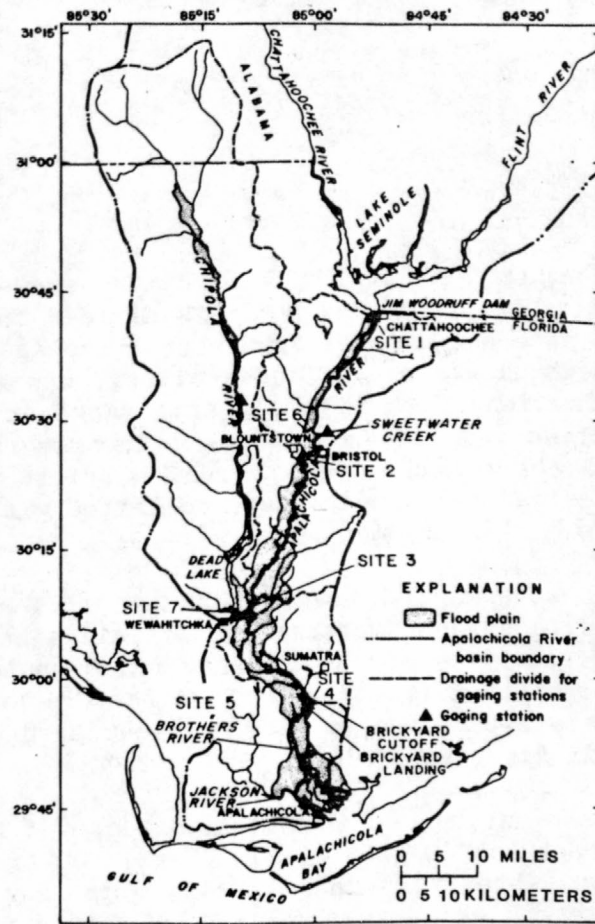 85°30' 85°15' 85°00' 84°45' 84°30'
31°15'
CHATTAHOOCHEE RIVER
ALABAMA
FLINT RIVER
31°00'
LAKE SEMINOLE
CHIPOLA RIVER
30°45'
JIM WOODRUFF DAM
GEORGIA
CHATTAHOOCHEE
FLORIDA
SITE 1
RIVER
SITE 6
30°30'
SWEETWATER
CREEK
BLOUNTSTOWN
BRISTOL
SITE 2
APALACHICOLA
30°15'
DEAD
LAKE
SITE 3
EXPLANATION
SITE 7
WEWAHITCHKA
Flood plain
Apalachicola River
basin boundary
SUMATRA
30°00'
SITE
4
Drainage divide for
gaging stations
SITE 5
Gaging station
BROTHERS
RIVER
BRICKYARD
CUTOFF
BRICKYARD
LANDING
JACKSON
RIVER
29°45'
APALACHICOLA
APALACHICOLA
BAY
0 5 10 MILES
GULF OF MEXICO
0 5 10 KILOMETERS